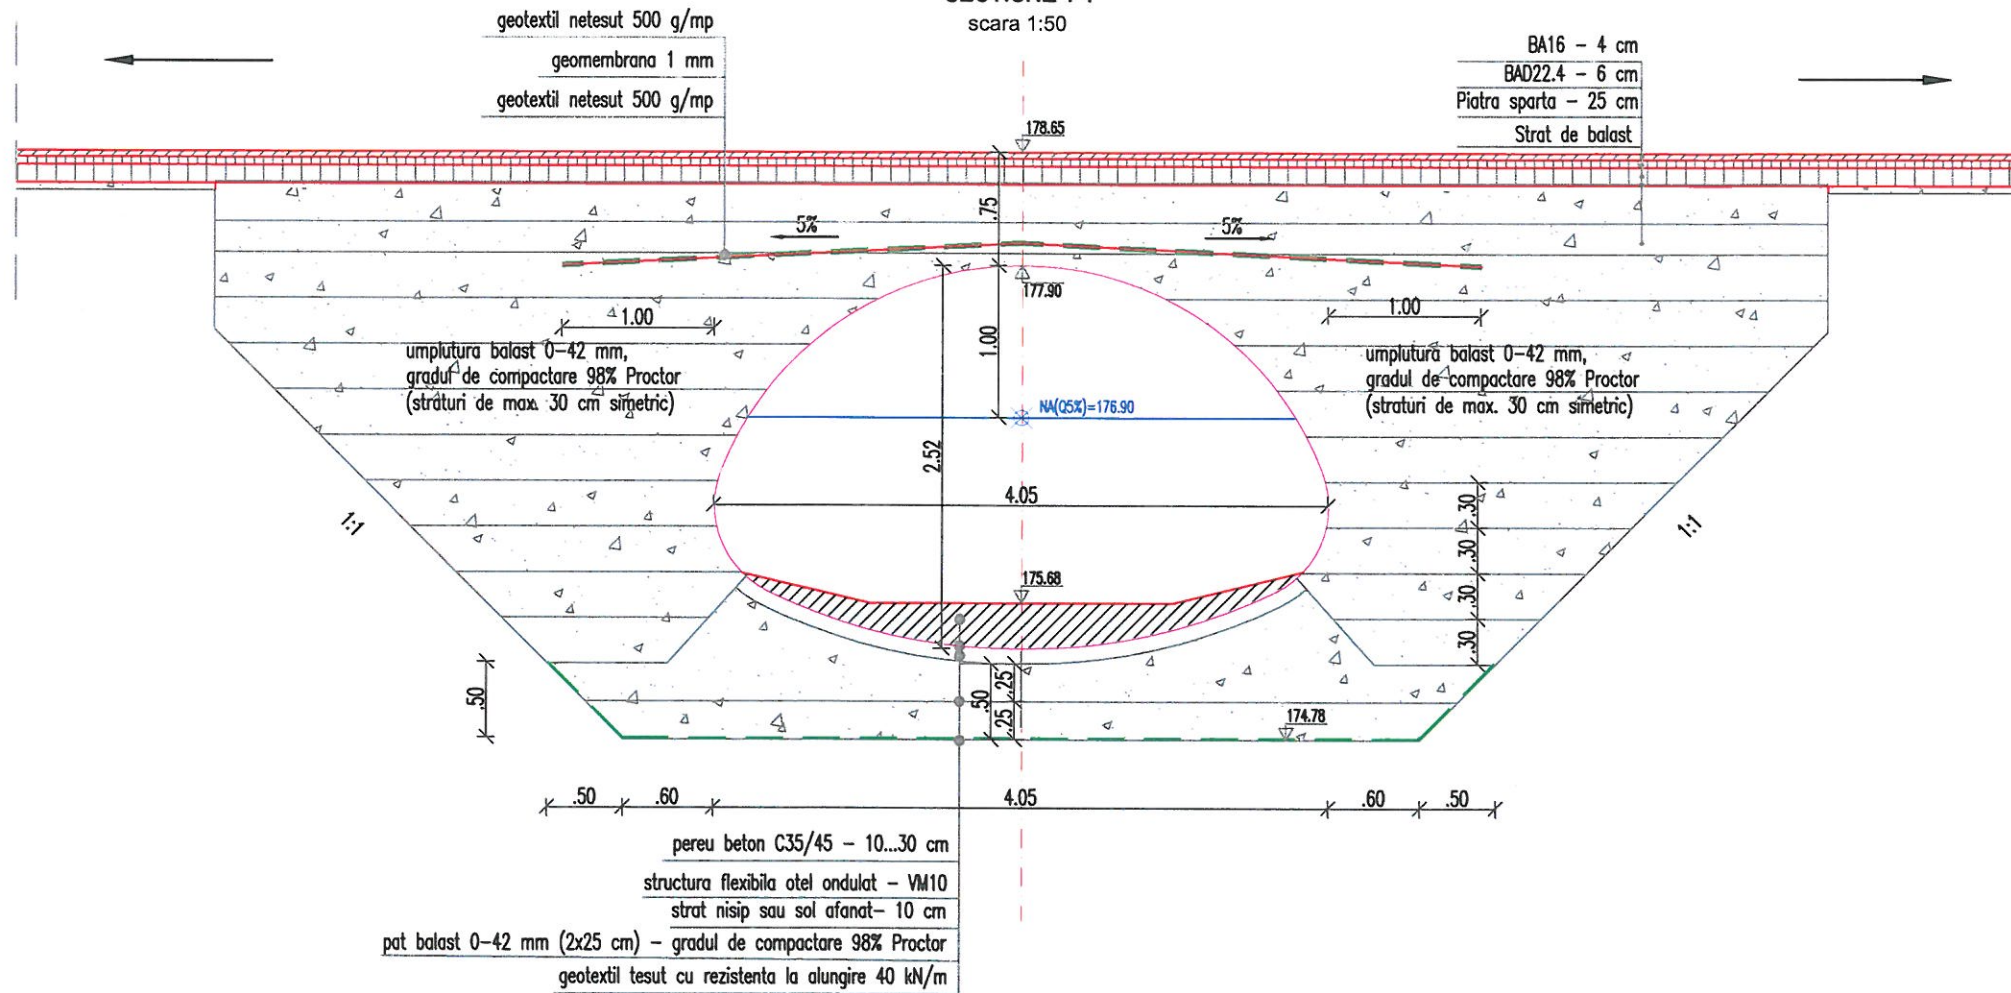 scara 1:50
geotextil netesut 500 g/mp
geomembrana 1 mm
geotextil netesut 500 g/mp
BA16 - 4 cm
BAD22.4 - 6 cm
Piatra sparta - 25 cm
Strat de balast
178.65
.75
5%
5%
177.90
1.00
1.00
1.00
umplutura balast 0-42 mm,
gradul de compactare 98% Proctor
(straturi de max. 30 cm simetric)
umplutura balast 0-42 mm,
gradul de compactare 98% Proctor
(straturi de max. 30 cm simetric)
NA(Q5%)=176.90
2.52
4.05
1:1
1:1
.30
.30
.30
.30
175.68
.50
.50
.25
.25
174.78
.50
.60
4.05
.60
.50
pereu beton C35/45 - 10...30 cm
structura flexibila otel ondulat - VM10
strat nisip sau sol afanat- 10 cm
pat balast 0-42 mm (2x25 cm) - gradul de compactare 98% Proctor
geotextil tesut cu rezistenta la alungire 40 kN/m